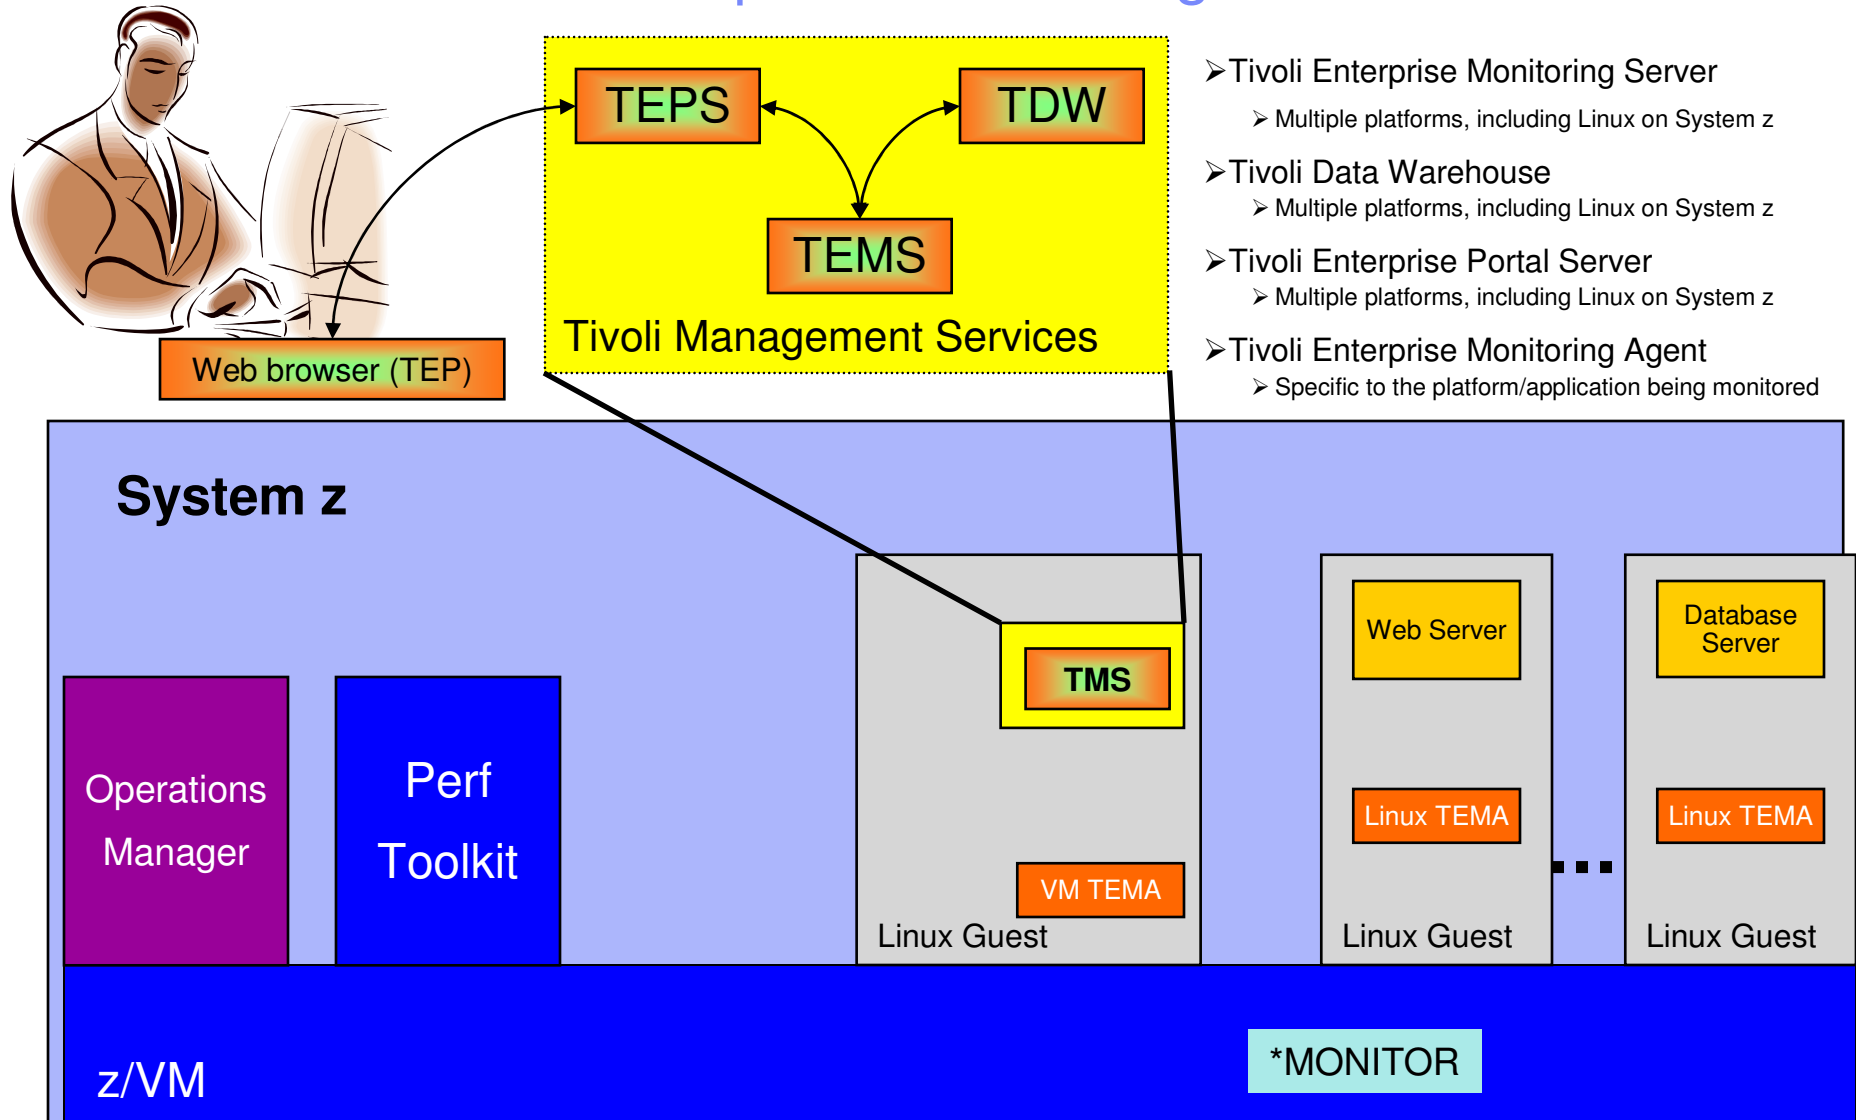 TEPS
TDW
TEMS
Tivoli Management Services
Web browser (TEP)
➢Tivoli Enterprise Monitoring Server
➢ Multiple platforms, including Linux on System z
➢Tivoli Data Warehouse
➢ Multiple platforms, including Linux on System z
➢Tivoli Enterprise Portal Server
➢ Multiple platforms, including Linux on System z
➢Tivoli Enterprise Monitoring Agent
➢ Specific to the platform/application being monitored
System z
Operations
Manager
Perf
Toolkit
TMS
VM TEMA
Linux Guest
Web Server
Linux TEMA
Linux Guest
...
Database
Server
Linux TEMA
Linux Guest
z/VM
*MONITOR